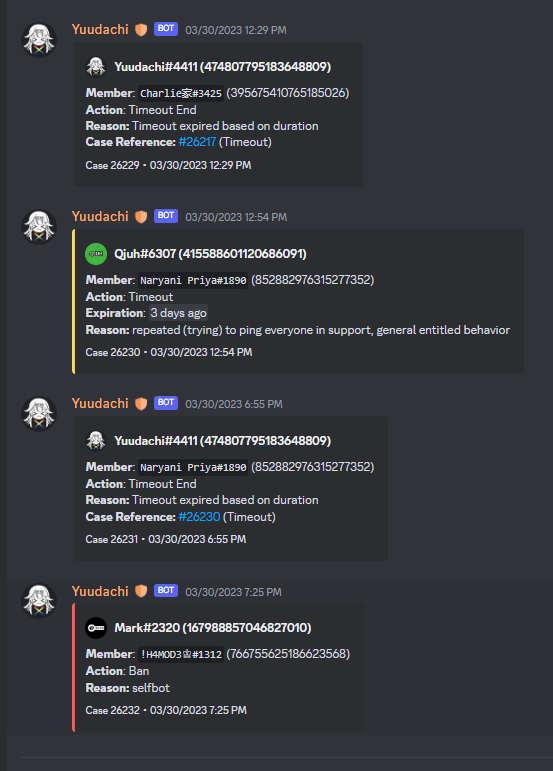 Yuudachi BOT 03/30/2023 12:29 PM
Yuudachi#4411 (474807795183648809)
Member: Charlie家#3425 (395675410765185026)
Action: Timeout End
Reason: Timeout expired based on duration
Case Reference: #26217 (Timeout)
Case 26229 • 03/30/2023 12:29 PM
Yuudachi BOT 03/30/2023 12:54 PM
Qjuh#6307 (415588601120686091)
Member: Naryani Priya#1890 (852882976315277352)
Action: Timeout
Expiration: 3 days ago
Reason: repeated (trying) to ping everyone in support, general entitled behavior
Case 26230 • 03/30/2023 12:54 PM
Yuudachi BOT 03/30/2023 6:55 PM
Yuudachi#4411 (474807795183648809)
Member: Naryani Priya#1890 (852882976315277352)
Action: Timeout End
Reason: Timeout expired based on duration
Case Reference: #26230 (Timeout)
Case 26231 • 03/30/2023 6:55 PM
Yuudachi BOT 03/30/2023 7:25 PM
Mark#2320 (167988857046827010)
Member: !H4MOD3♕#1312 (766755625186623568)
Action: Ban
Reason: selfbot
Case 26232 • 03/30/2023 7:25 PM